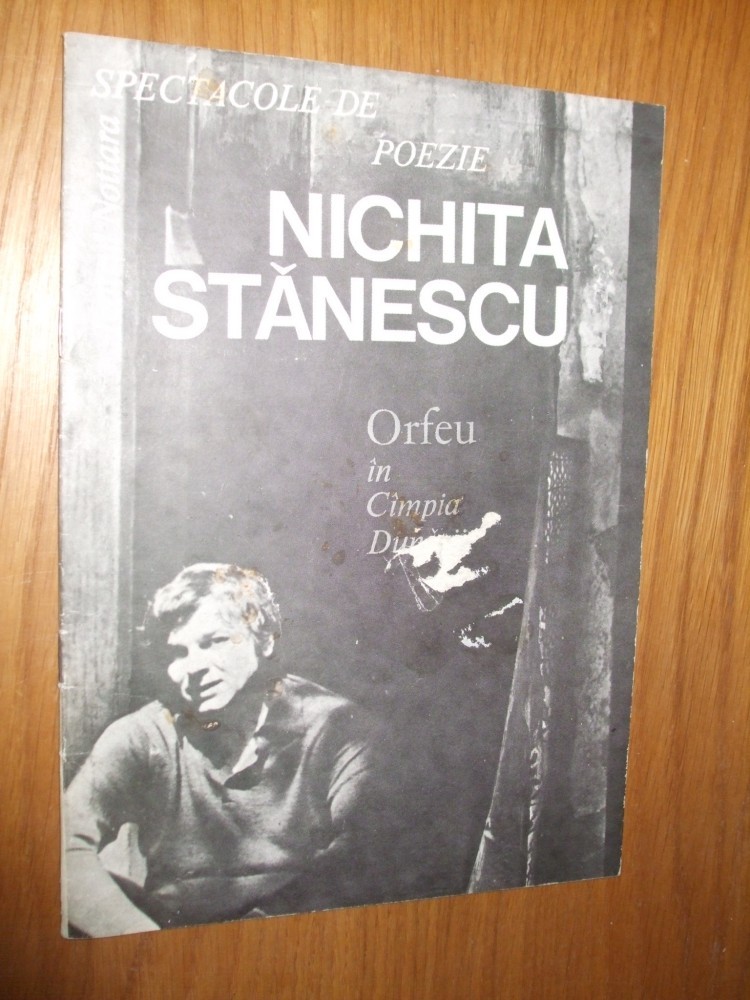 SPECTACOLE DE
POEZIE
Nottara
NICHITA
STĂNESCU
Orfeu
în
Cîmpia